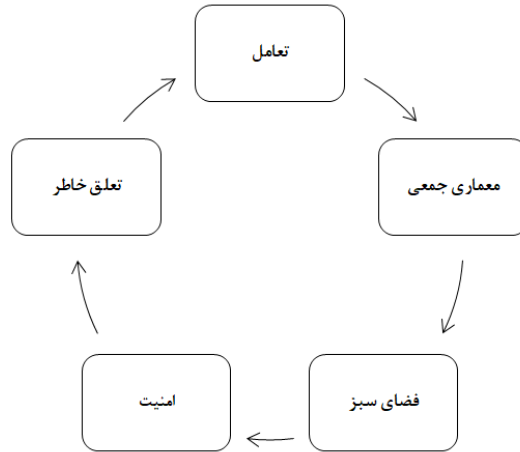 تعامل
معماری جمعی
فضای سبز
امنیت
تعلق خاطر